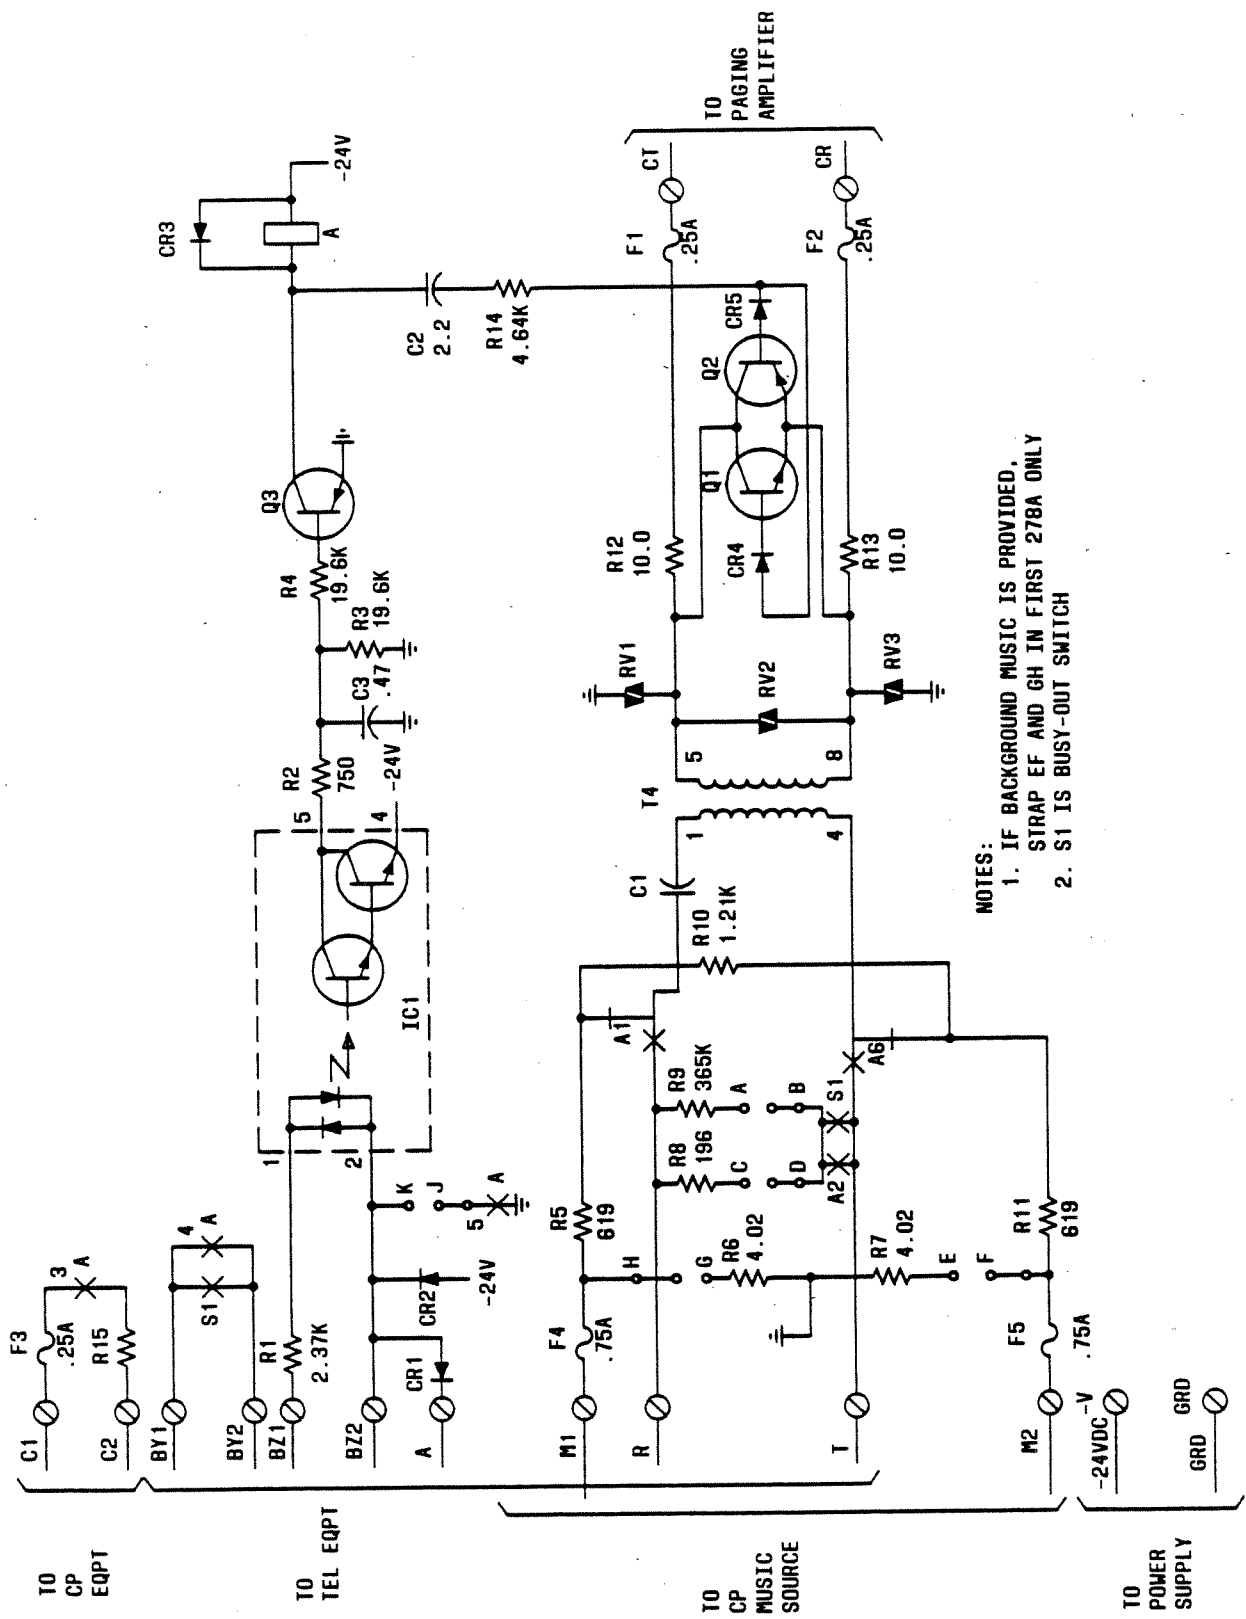 TO
CP
EQPT
TO
TEL EQPT
TO
CP
MUSIC
SOURCE
TO
POWER
SUPPLY
C1
C2
BY1
BY2
BZ1
BZ2
A
M1
R
T
M2
-24VDC
-V
GRD
GRD
F3
.25A
R15
3
A
S1
4
A
R1
2.37K
CR1
CR2
-24V
K
J
5
A
1
2
IC1
5
4
-24V
R2
750
C3
.47
R3
19.6K
R4
19.6K
Q3
CR3
A
-24V
C2
2.2
R14
4.64K
F4
.75A
H
G
R5
619
R6
4.02
R7
4.02
E
F
F5
.75A
R11
619
R8
196
R9
365K
C
D
A
B
A2
S1
A1
A6
R10
1.21K
C1
1
4
T4
5
8
RV1
RV2
RV3
R12
10.0
R13
10.0
CR4
Q1
Q2
CR5
F1
.25A
F2
.25A
CT
CR
TO
PAGING
AMPLIFIER
NOTES:
1. IF BACKGROUND MUSIC IS PROVIDED,
STRAP EF AND GH IN FIRST 278A ONLY
2. S1 IS BUSY-OUT SWITCH